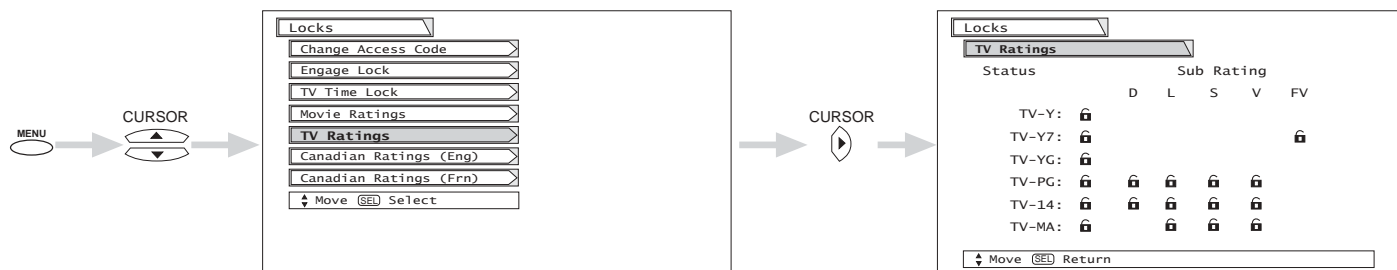 MENU
CURSOR
Locks
Change Access Code
Engage Lock
TV Time Lock
Movie Ratings
TV Ratings
Canadian Ratings (Eng)
Canadian Ratings (Frn)
Move SEL Select
CURSOR
Locks
TV Ratings
Status Sub Rating
D L S V FV
TV-Y:
TV-Y7:
TV-YG:
TV-PG:
TV-14:
TV-MA:
Move SEL Return